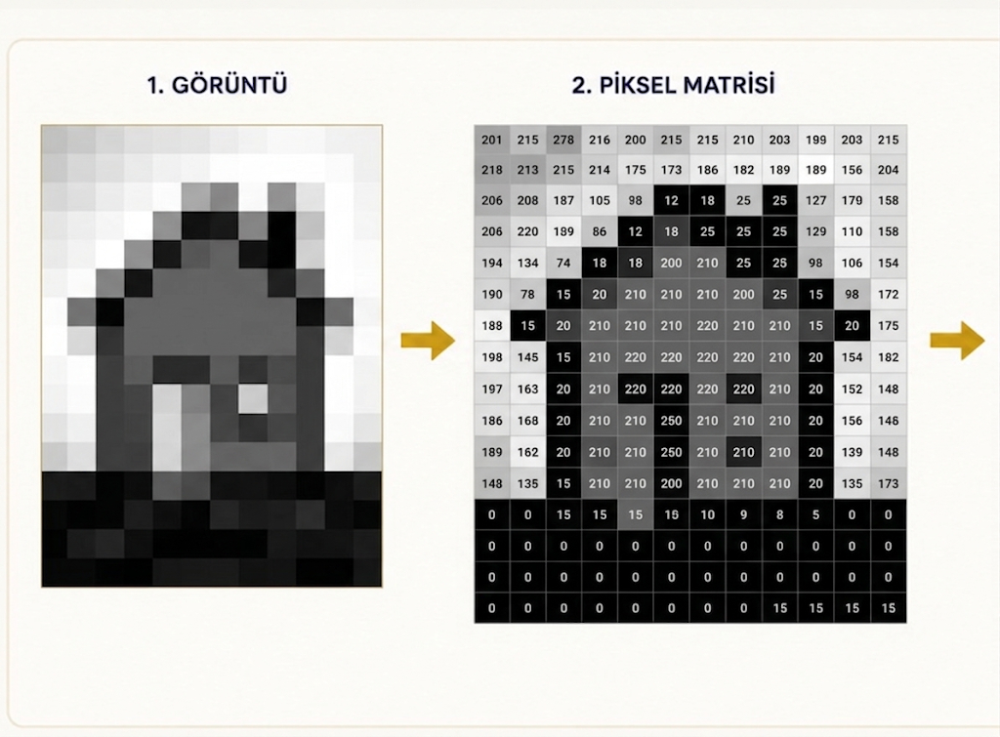 1. GÖRÜNTÜ
2. PİKSEL MATRİSİ
201 215 278 216 200 215 215 210 203 199 203 215
218 213 215 214 175 173 186 182 189 189 156 204
206 208 187 105 98 12 18 25 25 127 179 158
206 220 189 86 12 18 25 25 25 129 110 158
194 134 74 18 18 200 210 25 25 98 106 154
190 78 15 20 210 210 210 200 25 15 98 172
188 15 20 210 210 210 220 210 210 15 20 175
198 145 15 210 220 220 220 220 210 20 154 182
197 163 20 210 220 220 220 220 210 20 152 148
186 168 20 210 210 250 210 210 210 20 156 146
189 162 20 210 210 250 210 210 210 20 139 148
148 135 15 210 210 200 210 210 210 20 135 173
0 0 15 15 15 16 10 9 8 5 0 0
0 0 0 0 0 0 0 0 0 0 0 0
0 0 0 0 0 0 0 0 0 0 0 0
0 0 0 0 0 0 0 0 15 15 15 15